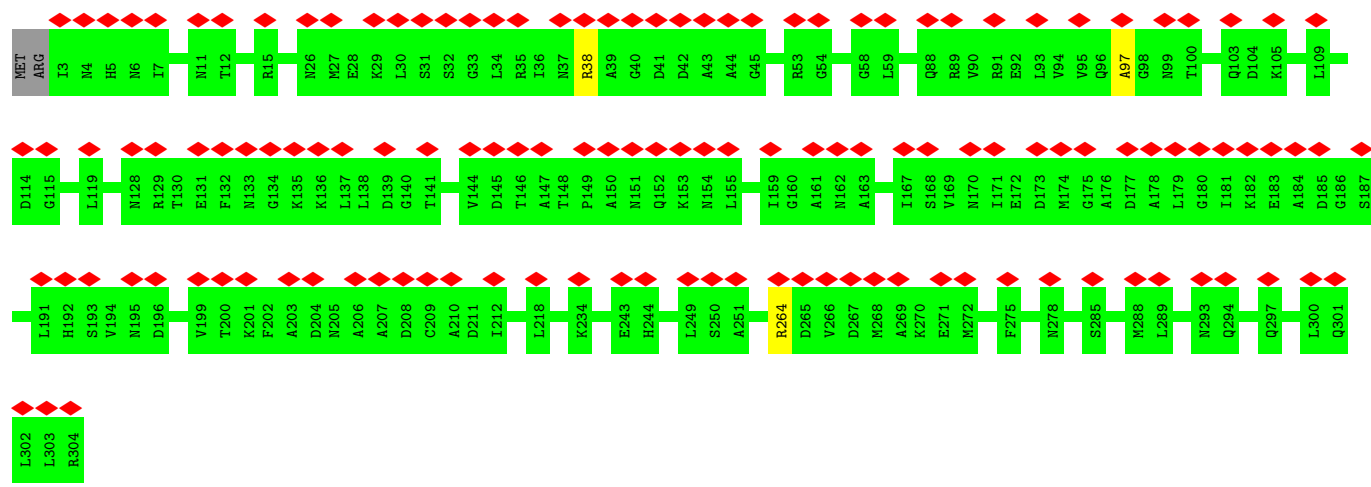 MET ARG I3 N4 H5 N6 I7 N11 T12 R15 N26 M27 E28 K29 L30 S31 S32 G33 L34 R35 I36 N37 R38 A39 G40 D41 D42 A43 A44 G45 R53 G54 G58 L59 Q88 R89 V90 R91 E92 L93 V94 V95 Q96 A97 G98 N99 T100 Q103 D104 K105 L109
D114 G115 L119 N128 R129 T130 E131 F132 N133 G134 K135 K136 L137 L138 D139 G140 T141 V144 D145 T146 A147 T148 P149 A150 N151 Q152 K153 N154 L155 I159 G160 A161 N162 A163 I167 S168 V169 N170 I171 E172 D173 M174 G175 A176 D177 A178 L179 G180 I181 K182 E183 A184 D185 G186 S187
L191 H192 S193 V194 N195 D196 V199 T200 K201 F202 A203 D204 N205 A206 A207 D208 C209 A210 D211 I212 L218 K234 E243 H244 L249 S250 A251 R264 D265 V266 D267 M268 A269 K270 E271 M272 F275 N278 S285 M288 L289 N293 Q294 Q297 L300 Q301
L302 L303 R304